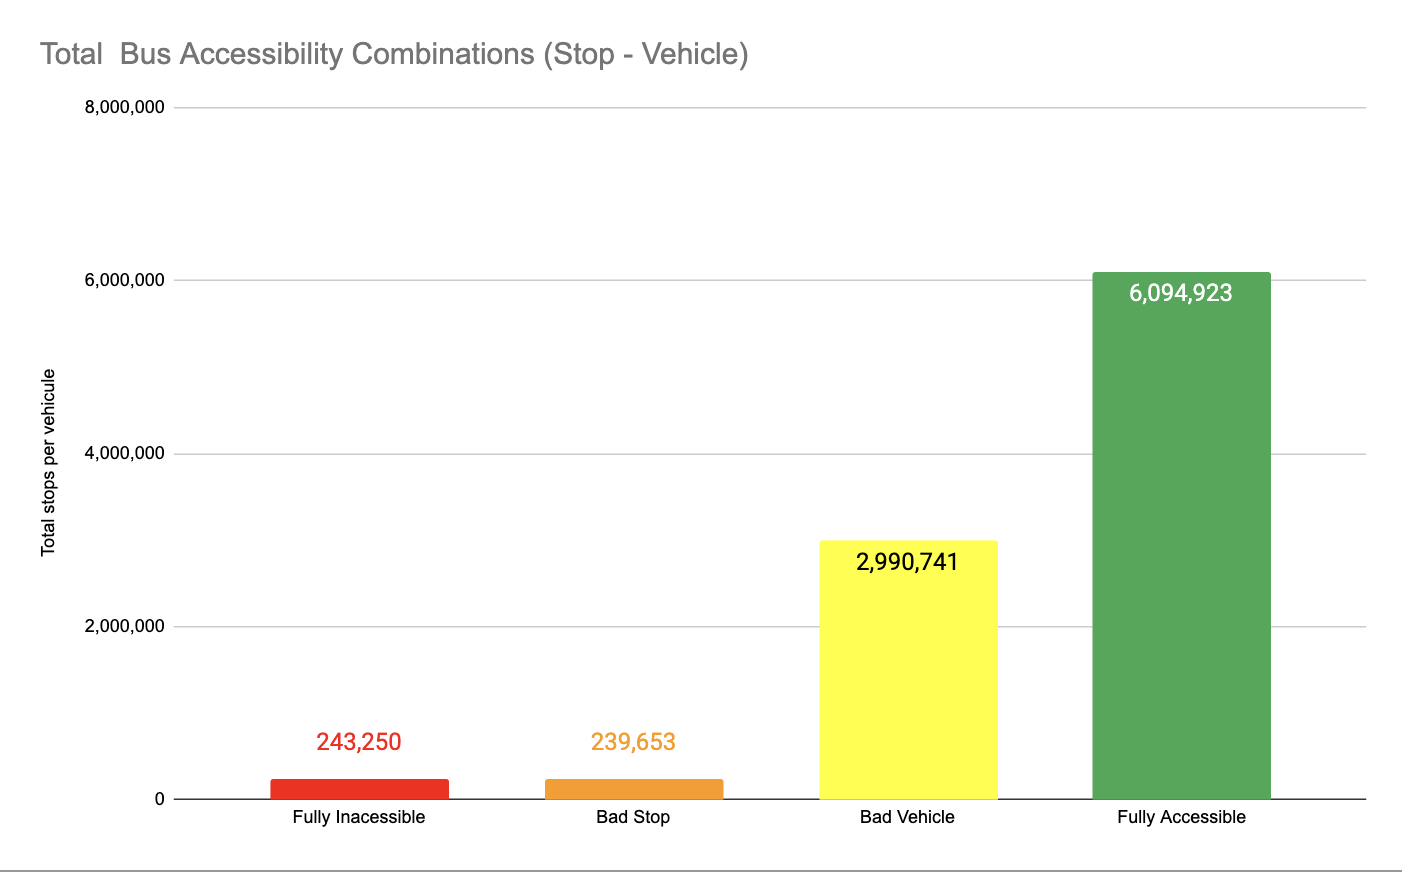 Total  Bus Accessibility Combinations (Stop - Vehicle)
8,000,000
6,000,000
4,000,000
2,000,000
0
Total stops per vehicule
243,250
239,653
2,990,741
6,094,923
Fully Inacessible
Bad Stop
Bad Vehicle
Fully Accessible